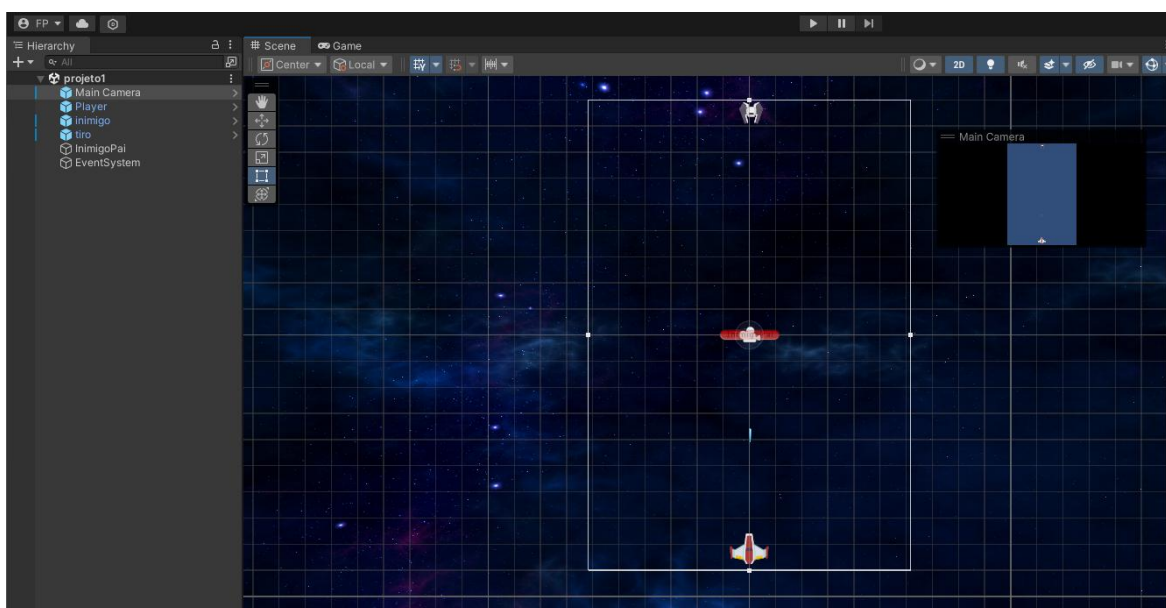 FP
Hierarchy
Scene
Game
All
Center
Local
2D
projeto1
Main Camera
Player
inimigo
tiro
InimigoPai
EventSystem
Main Camera